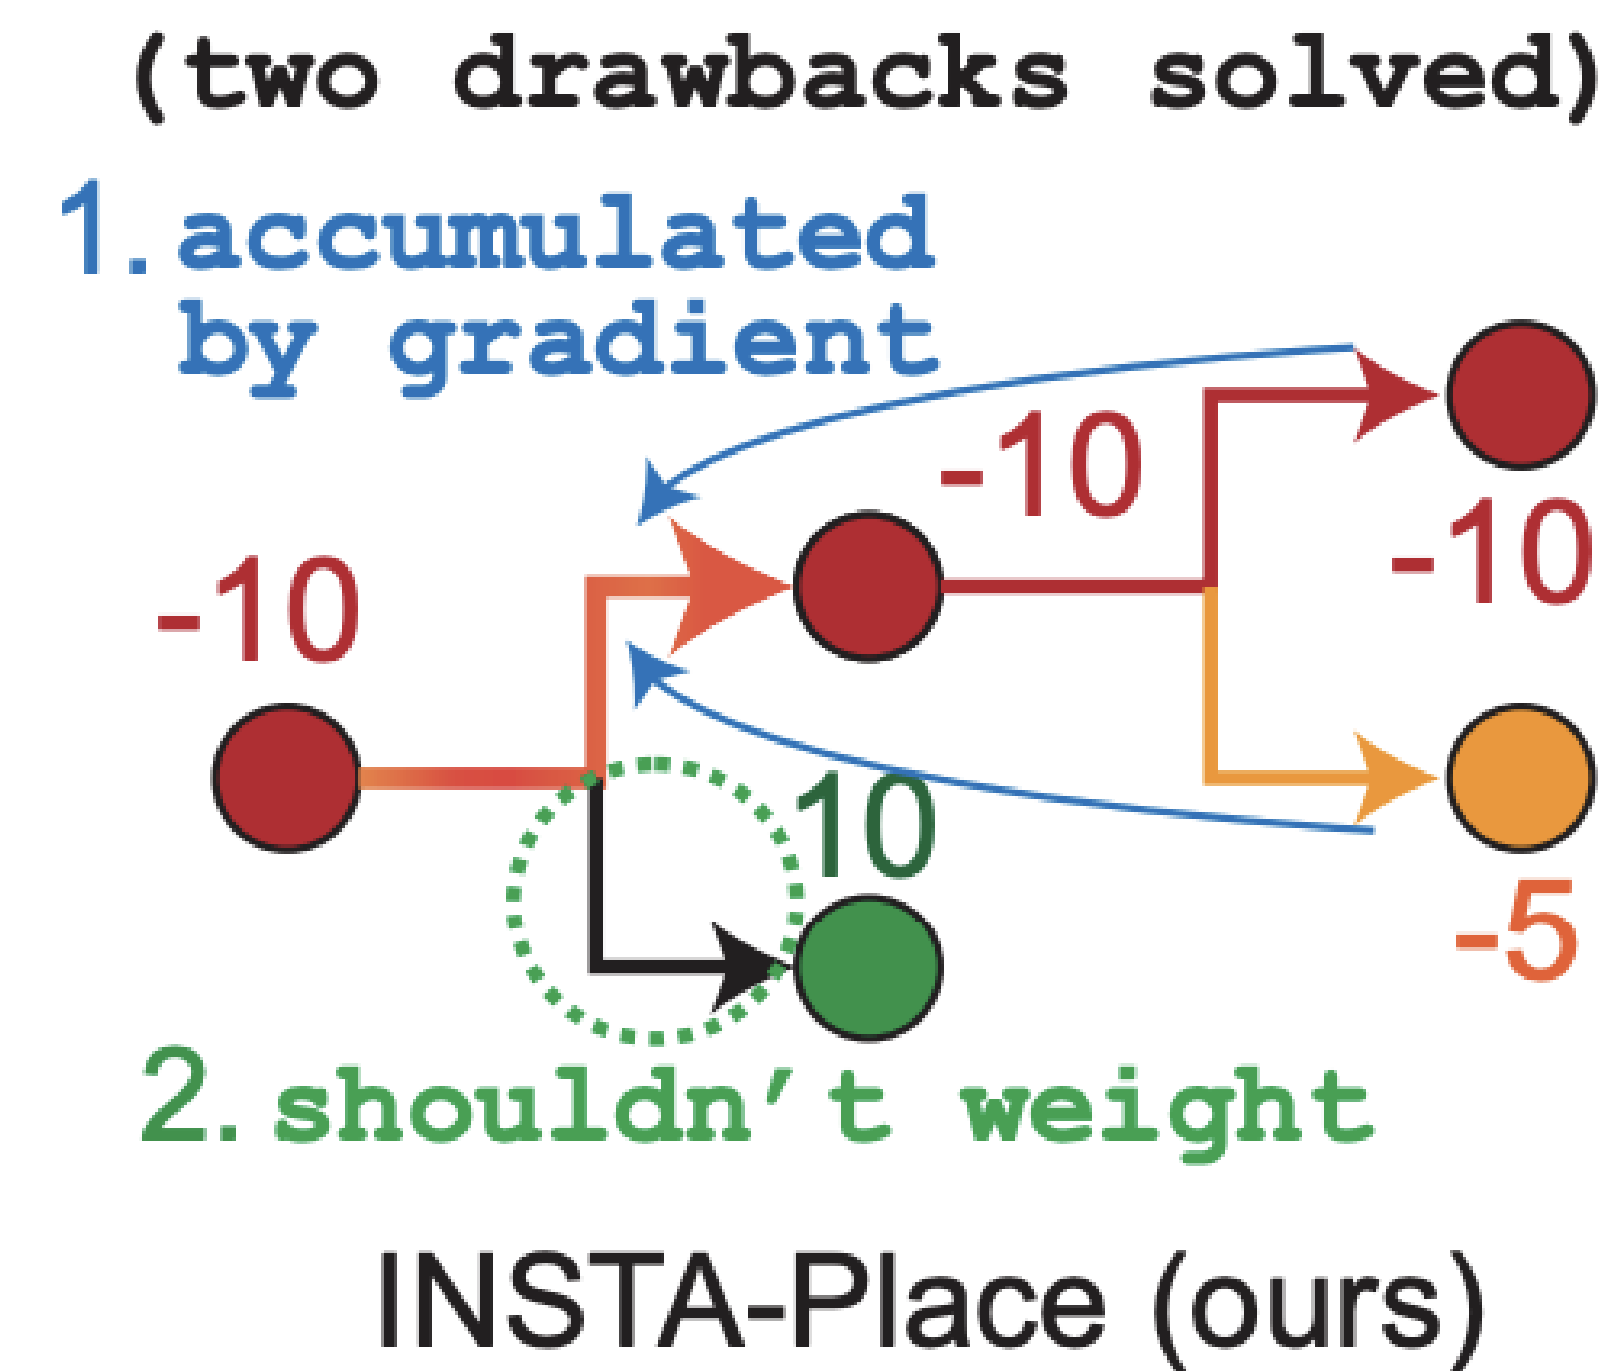 (two drawbacks solved)
1. accumulated
by gradient
-10
-10
-10
10
-5
2. shouldn't weight
INSTA-Place (ours)